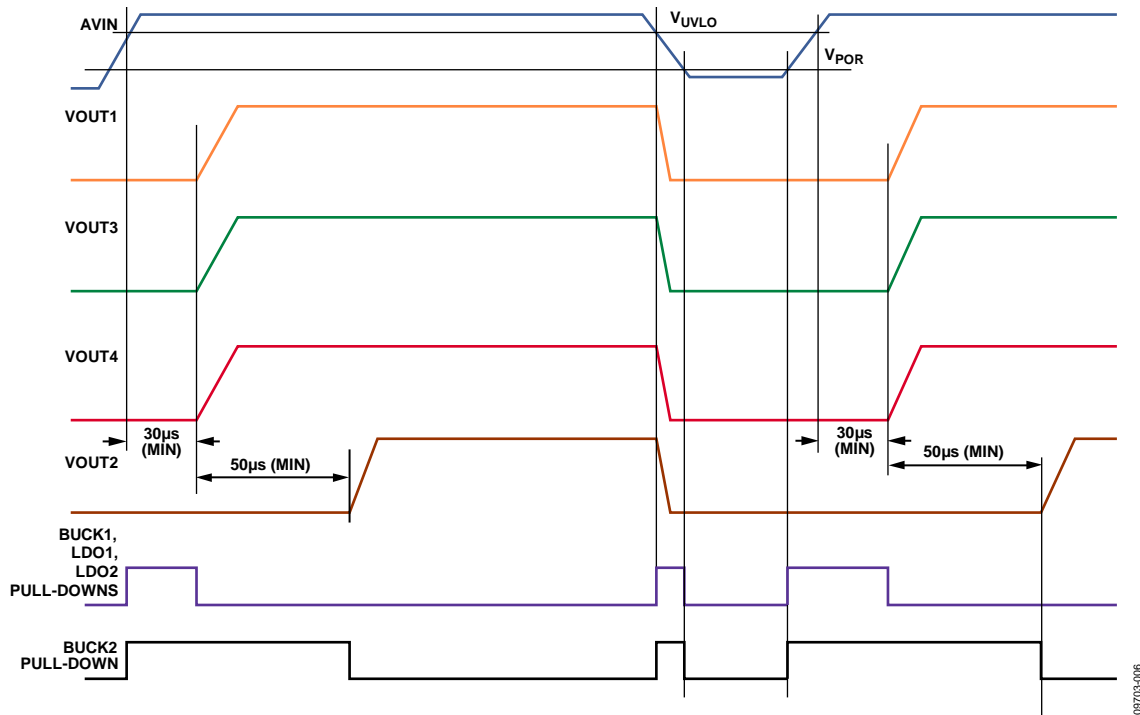 AVIN
VUVLO
VPOR
VOUT1
VOUT3
VOUT4
30µs
(MIN)
30µs
(MIN)
VOUT2
50µs (MIN)
50µs (MIN)
BUCK1,
LDO1,
LDO2
PULL-DOWNS
BUCK2
PULL-DOWN
09703-006